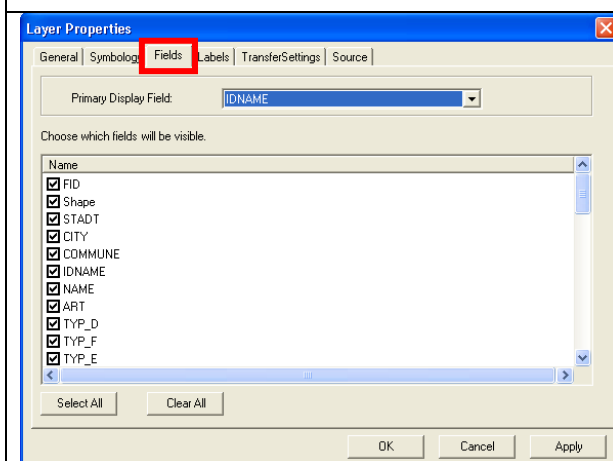 Layer Properties
General Symbology Fields Labels TransferSettings Source
Primary Display Field: IDNAME
Choose which fields will be visible.
Name
FID
Shape
STADT
CITY
COMMUNE
IDNAME
NAME
ART
TYP_D
TYP_F
TYP_E
Select All Clear All
OK Cancel Apply